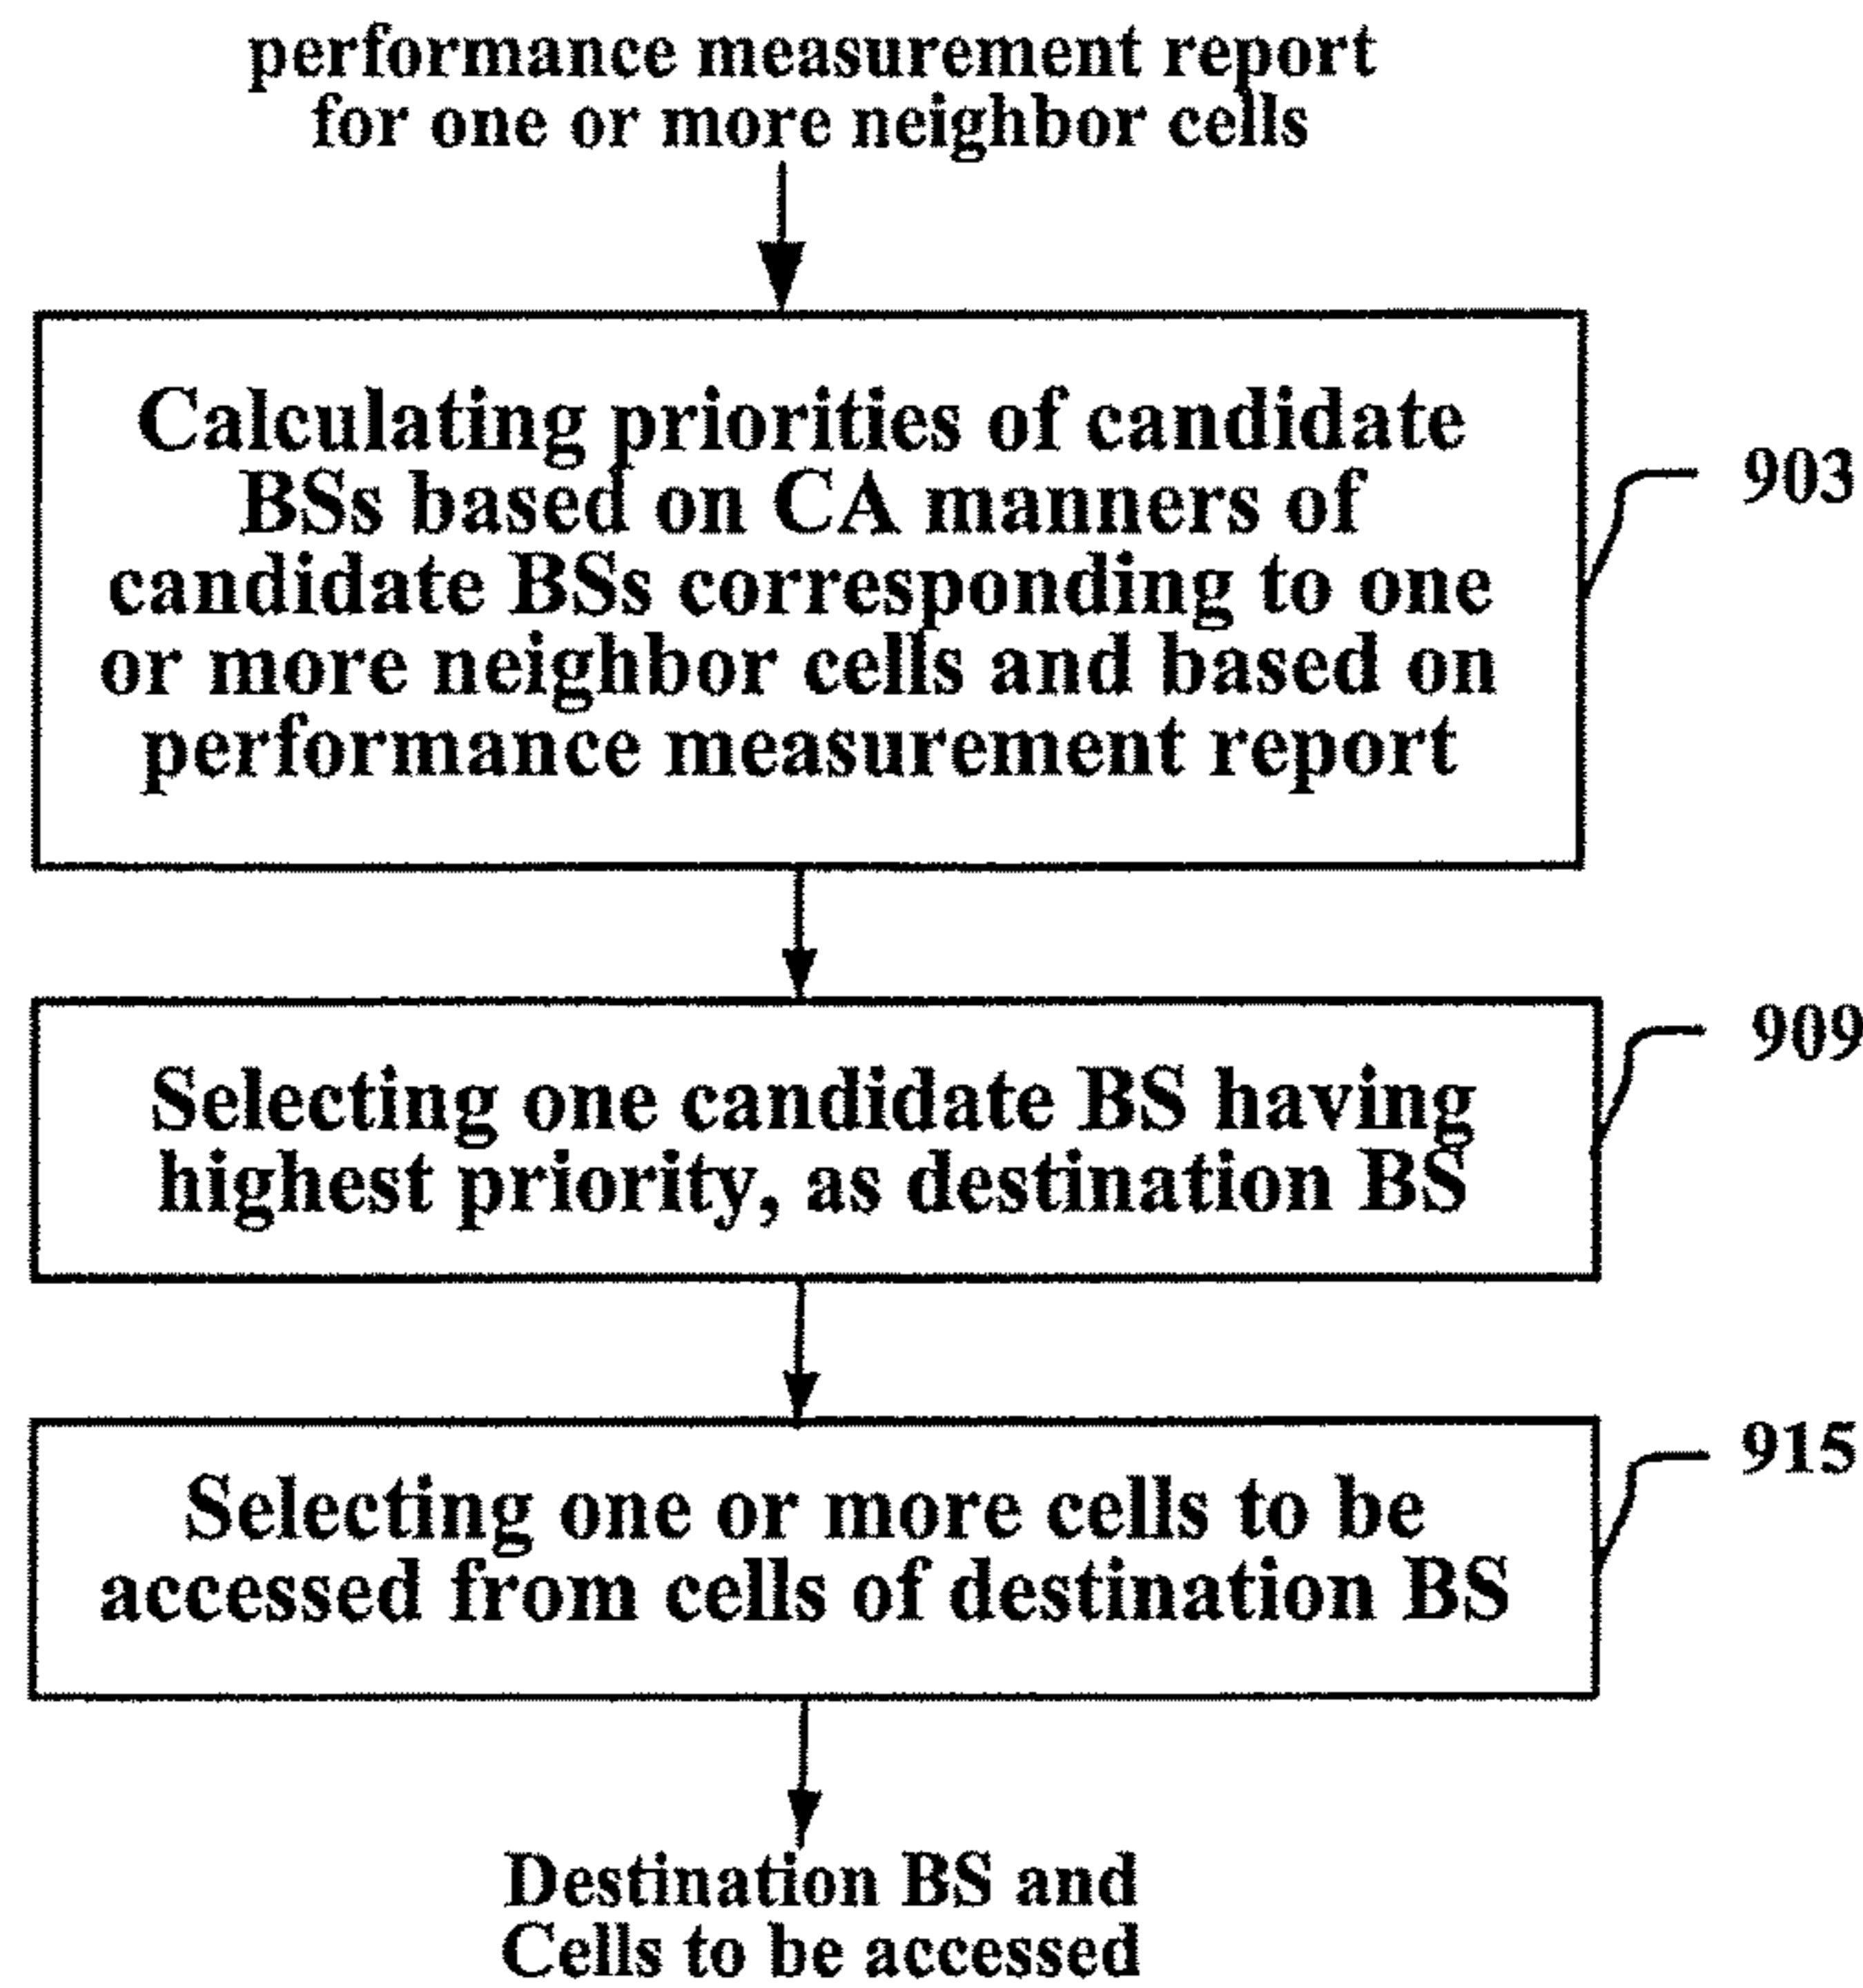 performance measurement report
for one or more neighbor cells
Calculating priorities of candidate
BSs based on CA manners of
candidate BSs corresponding to one
or more neighbor cells and based on
performance measurement report
903
Selecting one candidate BS having
highest priority, as destination BS
909
Selecting one or more cells to be
accessed from cells of destination BS
915
Destination BS and
Cells to be accessed